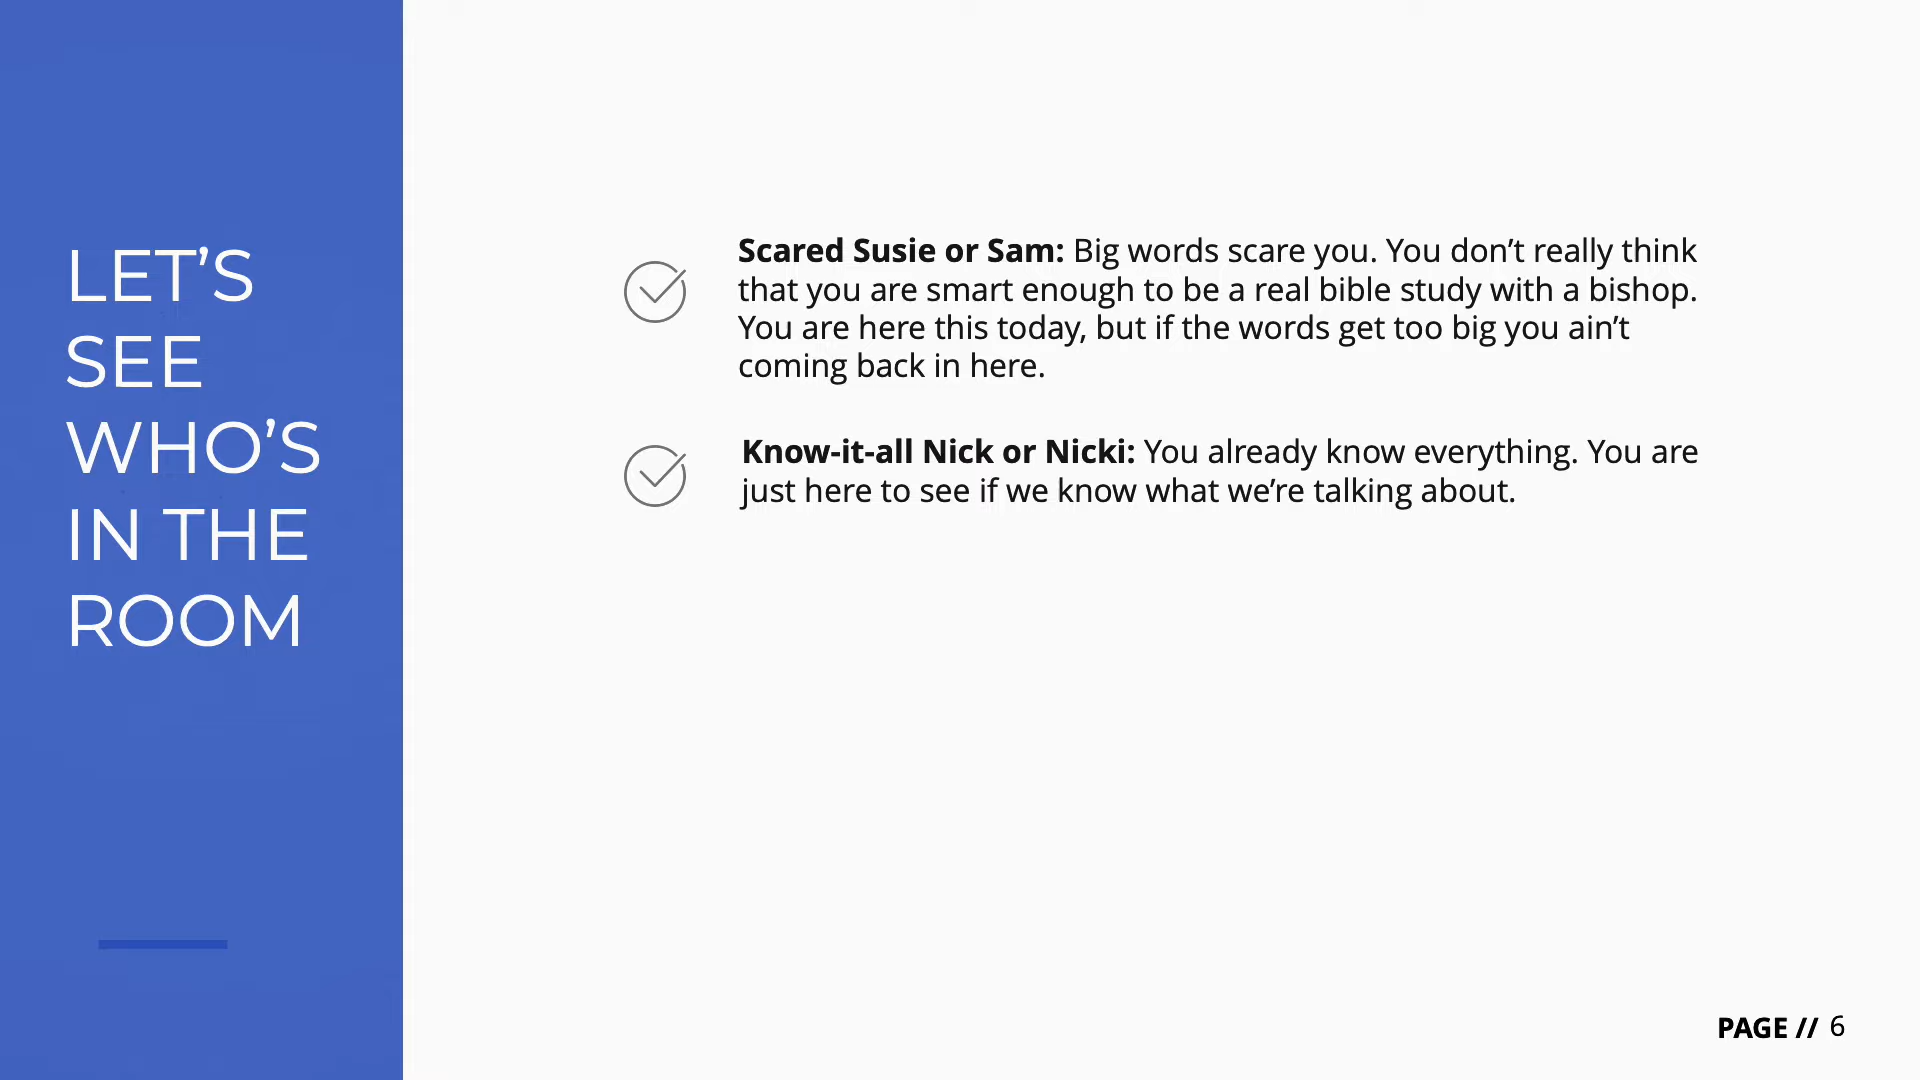 LET’S
SEE
WHO’S
IN THE
ROOM
Scared Susie or Sam: Big words scare you. You don’t really think
that you are smart enough to be a real bible study with a bishop.
You are here this today, but if the words get too big you ain’t
coming back in here.
Know-it-all Nick or Nicki: You already know everything. You are
just here to see if we know what we’re talking about.
PAGE // 6